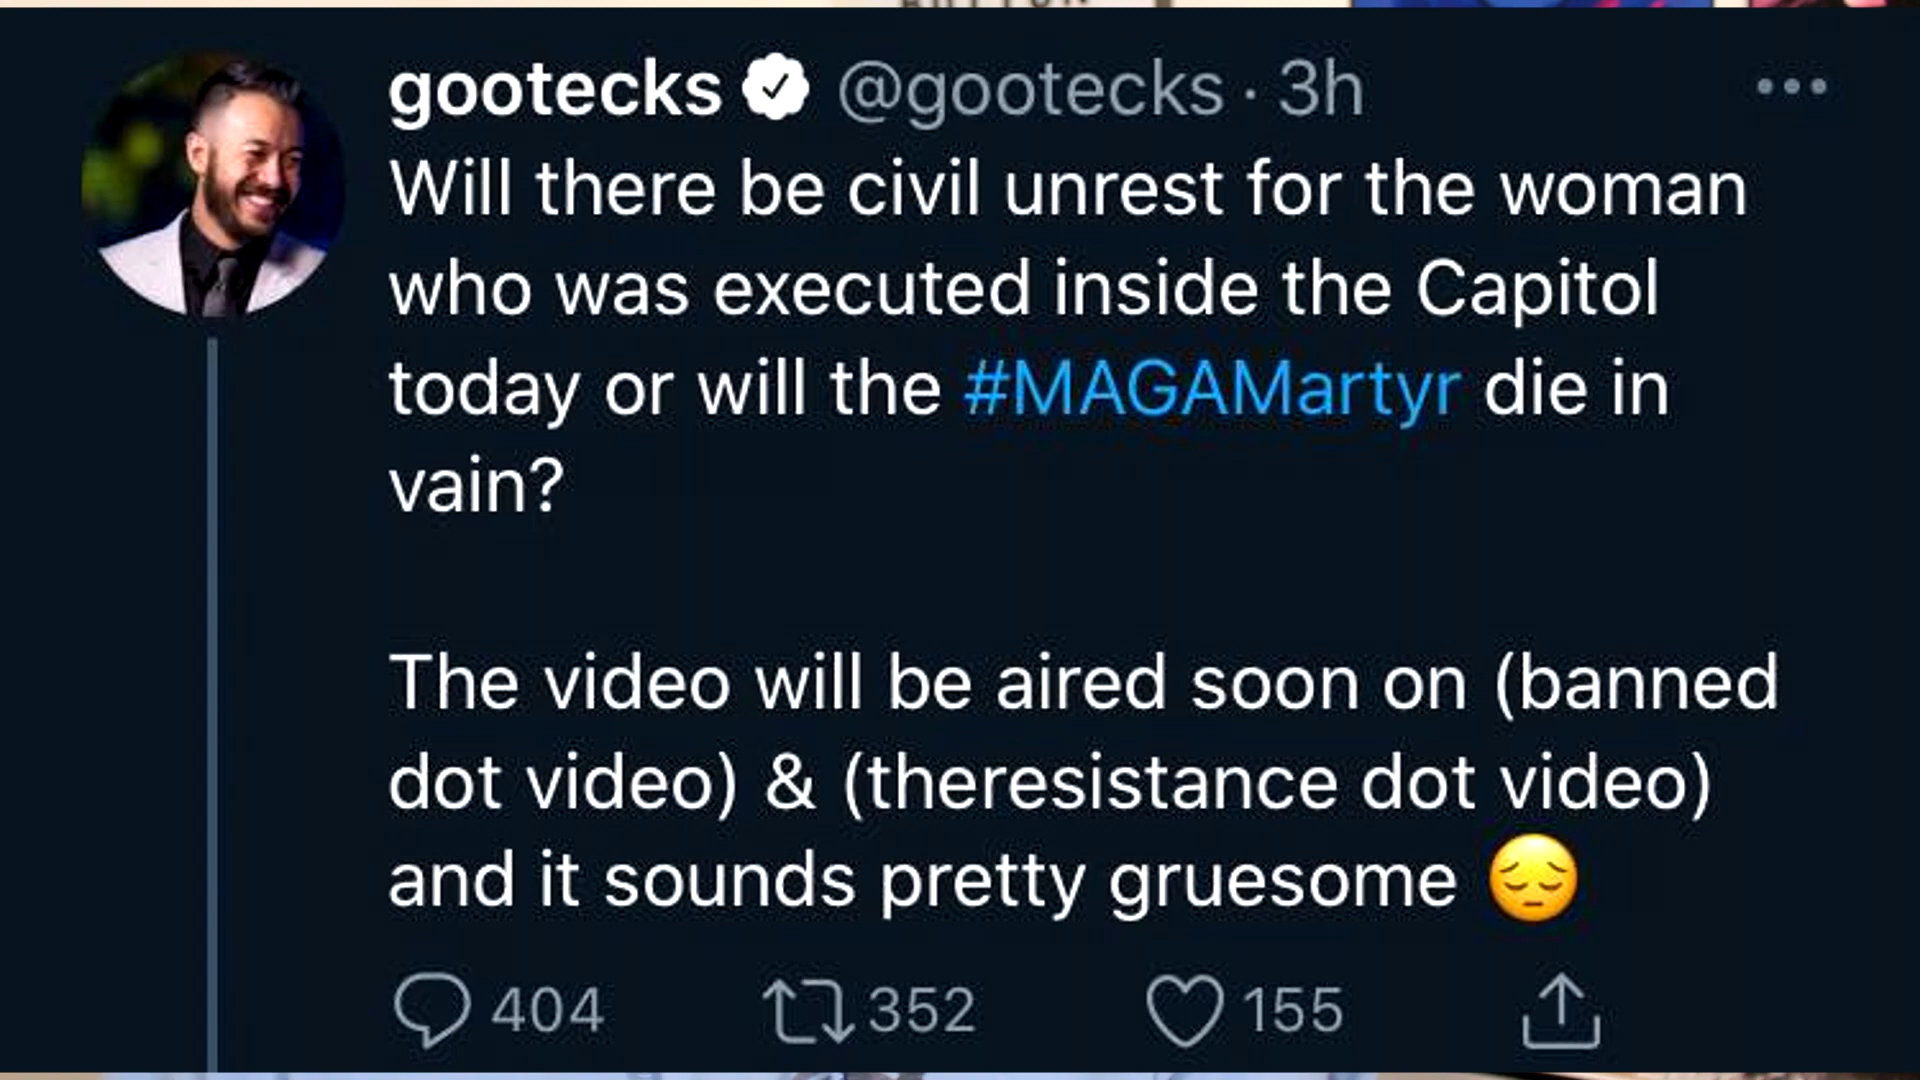 gootecks @gootecks · 3h
Will there be civil unrest for the woman
who was executed inside the Capitol
today or will the #MAGAMartyr die in
vain?
The video will be aired soon on (banned
dot video) & (theresistance dot video)
and it sounds pretty gruesome 😔
404 352 155